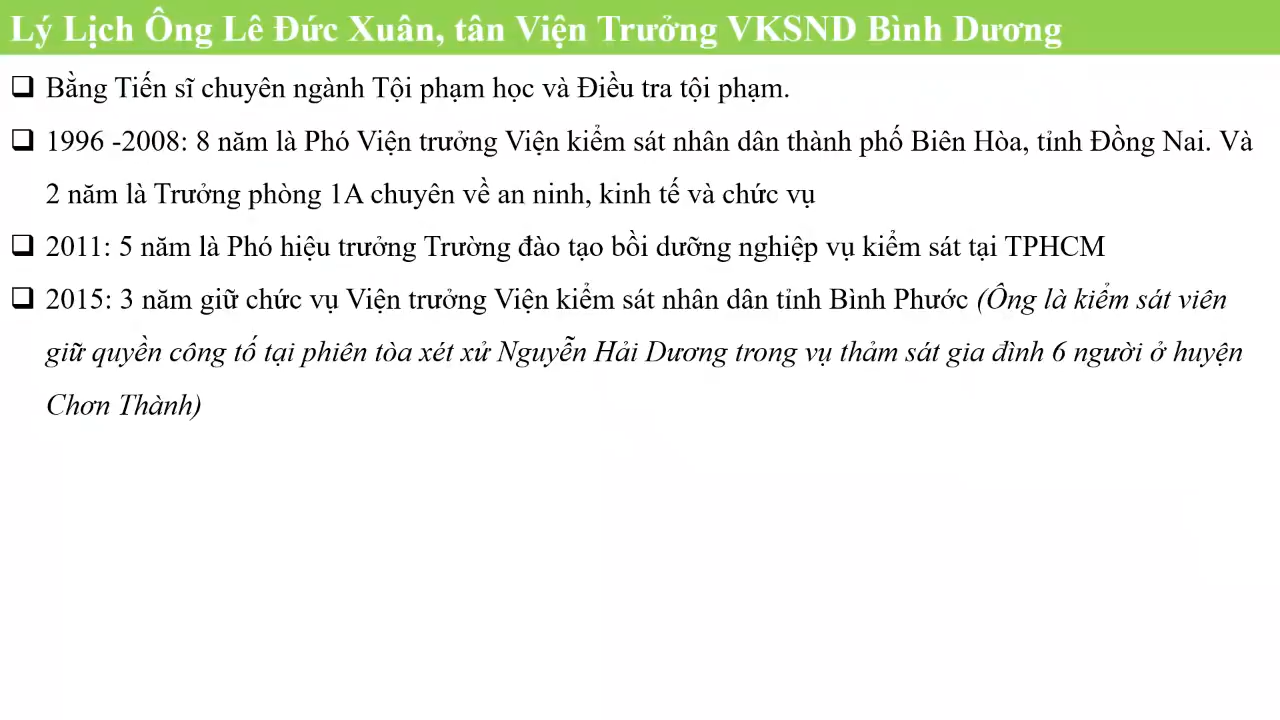 Lý Lịch Ông Lê Đức Xuân, tân Viện Trưởng VKSND Bình Dương
❑ Bằng Tiến sĩ chuyên ngành Tội phạm học và Điều tra tội phạm.
❑ 1996 -2008: 8 năm là Phó Viện trưởng Viện kiểm sát nhân dân thành phố Biên Hòa, tỉnh Đồng Nai. Và
2 năm là Trưởng phòng 1A chuyên về an ninh, kinh tế và chức vụ
❑ 2011: 5 năm là Phó hiệu trưởng Trường đào tạo bồi dưỡng nghiệp vụ kiểm sát tại TPHCM
❑ 2015: 3 năm giữ chức vụ Viện trưởng Viện kiểm sát nhân dân tỉnh Bình Phước (Ông là kiểm sát viên
giữ quyền công tố tại phiên tòa xét xử Nguyễn Hải Dương trong vụ thảm sát gia đình 6 người ở huyện
Chơn Thành)